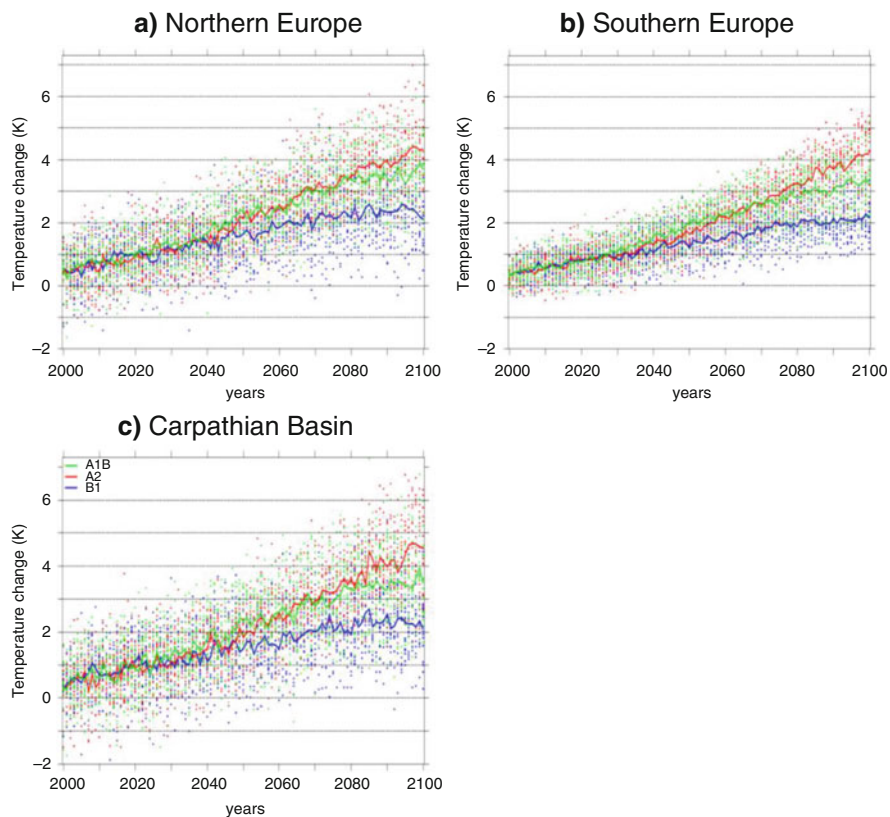 a) Northern Europe
Temperature change (K)
6
4
2
0
–2
2000 2020 2040 2060 2080 2100
years
b) Southern Europe
Temperature change (K)
6
4
2
0
–2
2000 2020 2040 2060 2080 2100
years
c) Carpathian Basin
A1B
A2
B1
Temperature change (K)
6
4
2
0
–2
2000 2020 2040 2060 2080 2100
years